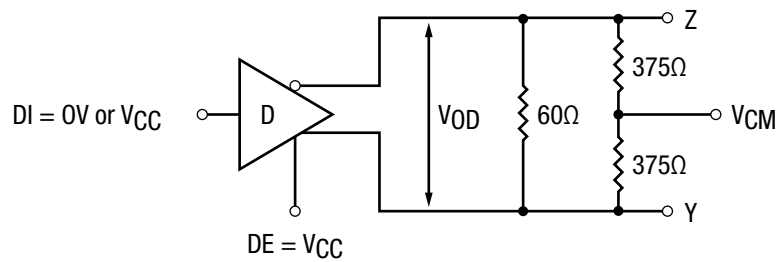 Z
375Ω
DI = 0V or VCC
D
VOD
60Ω
VCM
375Ω
Y
DE = VCC